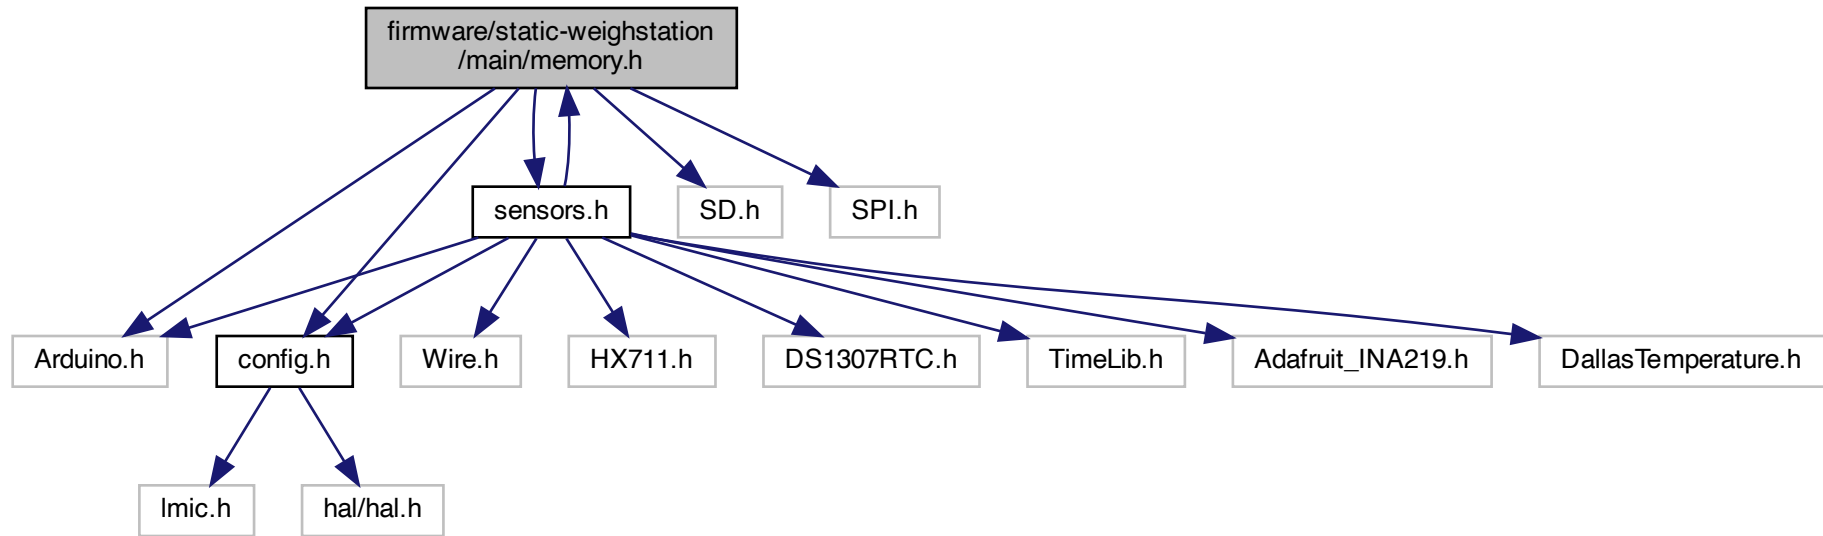 firmware/static-weighstation
/main/memory.h
sensors.h
SD.h
SPI.h
Arduino.h
config.h
Wire.h
HX711.h
DS1307RTC.h
TimeLib.h
Adafruit_INA219.h
DallasTemperature.h
lmic.h
hal/hal.h